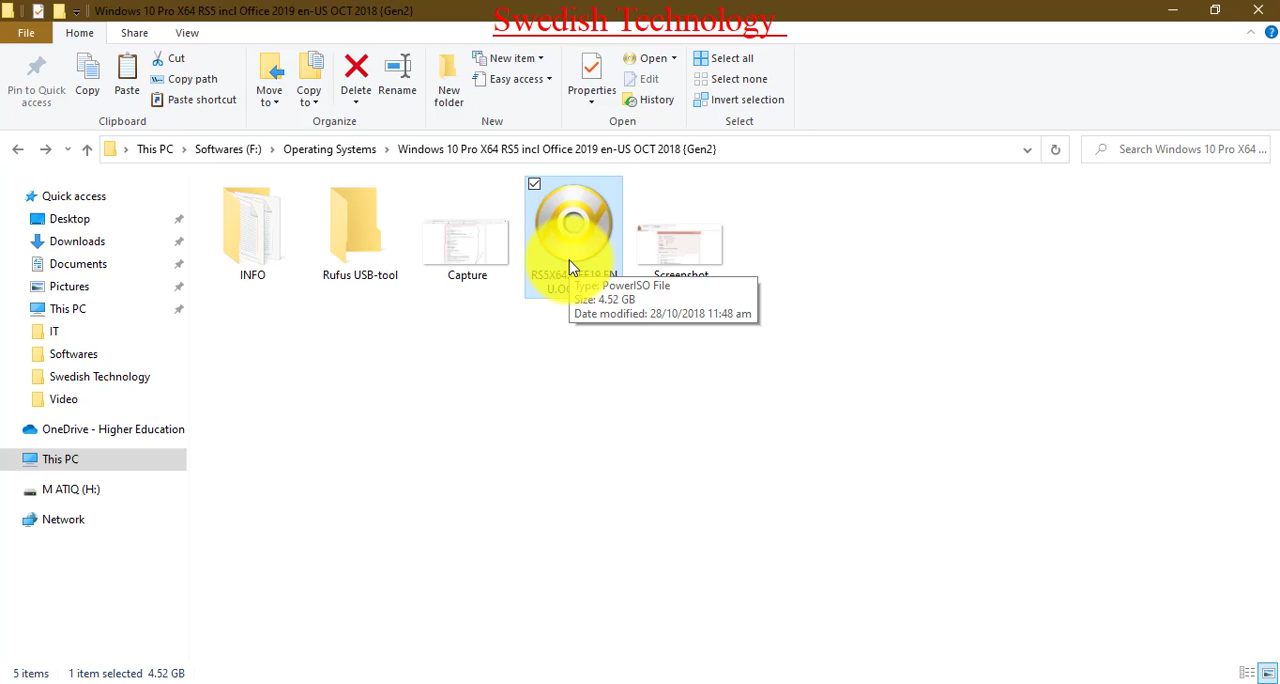 Windows 10 Pro X64 RS5 incl Office 2019 en-US OCT 2018 {Gen2}
Swedish Technology
File Home Share View
Pin to Quick access
Copy
Paste
Cut
Copy path
Paste shortcut
Clipboard
Move to
Copy to
Delete
Rename
Organize
New folder
New item
Easy access
New
Properties
Open
Edit
History
Open
Select all
Select none
Invert selection
Select
This PC > Softwares (F:) > Operating Systems > Windows 10 Pro X64 RS5 incl Office 2019 en-US OCT 2018 {Gen2}
Search Windows 10 Pro X64 ...
Quick access
Desktop
Downloads
Documents
Pictures
This PC
IT
Softwares
Swedish Technology
Video
OneDrive - Higher Education
This PC
M ATIQ (H:)
Network
INFO
Rufus USB-tool
Capture
Screenshot
Type: PowerISO File
Size: 4.52 GB
Date modified: 28/10/2018 11:48 am
5 items 1 item selected 4.52 GB